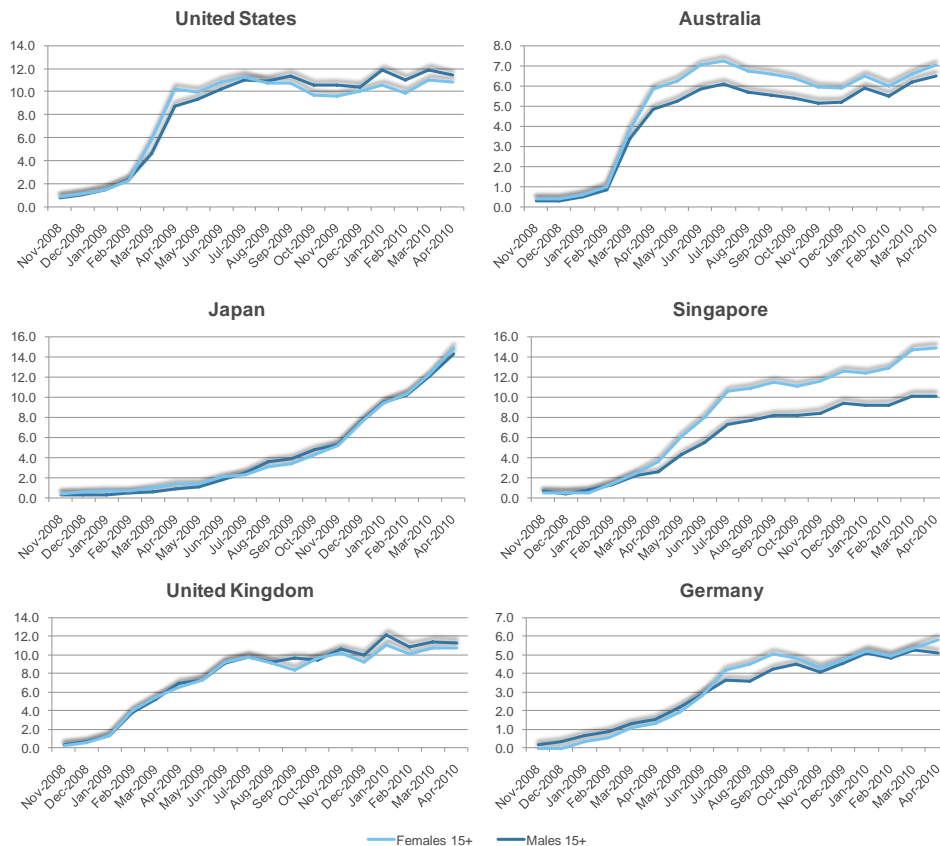 United States
14.0
12.0
10.0
8.0
6.0
4.0
2.0
0.0
Nov-2008
Dec-2008
Jan-2009
Feb-2009
Mar-2009
Apr-2009
May-2009
Jun-2009
Jul-2009
Aug-2009
Sep-2009
Oct-2009
Nov-2009
Dec-2009
Jan-2010
Feb-2010
Mar-2010
Apr-2010
Australia
8.0
7.0
6.0
5.0
4.0
3.0
2.0
1.0
0.0
Nov-2008
Dec-2008
Jan-2009
Feb-2009
Mar-2009
Apr-2009
May-2009
Jun-2009
Jul-2009
Aug-2009
Sep-2009
Oct-2009
Nov-2009
Dec-2009
Jan-2010
Feb-2010
Mar-2010
Apr-2010
Japan
16.0
14.0
12.0
10.0
8.0
6.0
4.0
2.0
0.0
Nov-2008
Dec-2008
Jan-2009
Feb-2009
Mar-2009
Apr-2009
May-2009
Jun-2009
Jul-2009
Aug-2009
Sep-2009
Oct-2009
Nov-2009
Dec-2009
Jan-2010
Feb-2010
Mar-2010
Apr-2010
Singapore
16.0
14.0
12.0
10.0
8.0
6.0
4.0
2.0
0.0
Nov-2008
Dec-2008
Jan-2009
Feb-2009
Mar-2009
Apr-2009
May-2009
Jun-2009
Jul-2009
Aug-2009
Sep-2009
Oct-2009
Nov-2009
Dec-2009
Jan-2010
Feb-2010
Mar-2010
Apr-2010
United Kingdom
14.0
12.0
10.0
8.0
6.0
4.0
2.0
0.0
Nov-2008
Dec-2008
Jan-2009
Feb-2009
Mar-2009
Apr-2009
May-2009
Jun-2009
Jul-2009
Aug-2009
Sep-2009
Oct-2009
Nov-2009
Dec-2009
Jan-2010
Feb-2010
Mar-2010
Apr-2010
Germany
7.0
6.0
5.0
4.0
3.0
2.0
1.0
0.0
Nov-2008
Dec-2008
Jan-2009
Feb-2009
Mar-2009
Apr-2009
May-2009
Jun-2009
Jul-2009
Aug-2009
Sep-2009
Oct-2009
Nov-2009
Dec-2009
Jan-2010
Feb-2010
Mar-2010
Apr-2010
Females 15+ Males 15+